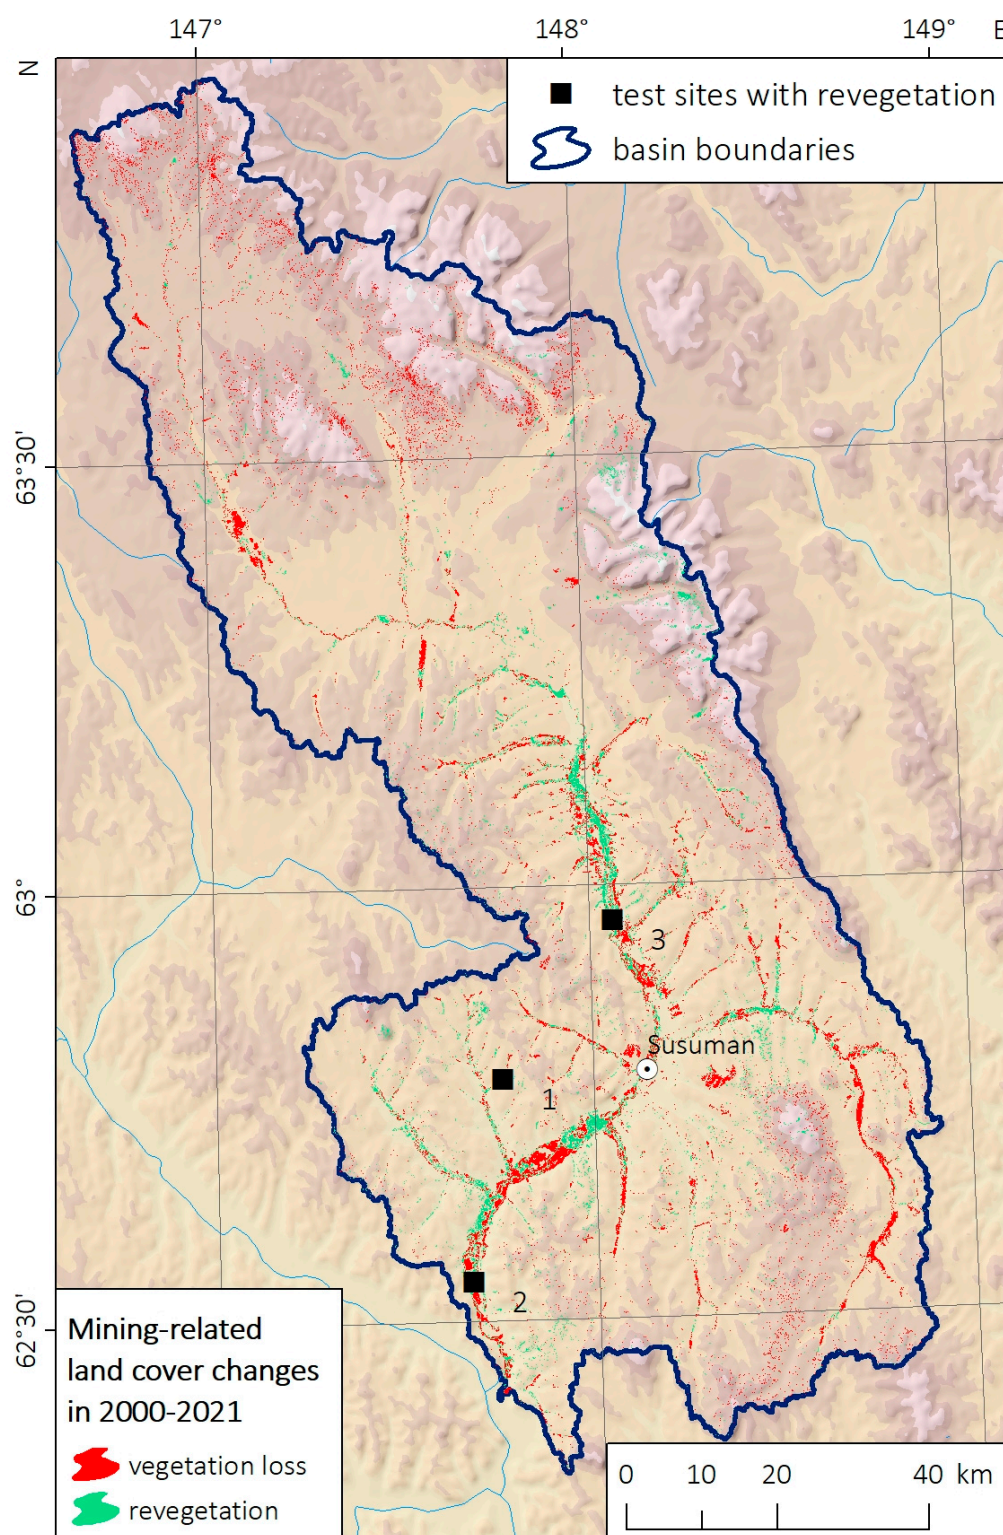 147°
148°
149°
E
N
test sites with revegetation
basin boundaries
63°30'
63°
3
Susuman
1
2
62°30'
Mining-related
land cover changes
in 2000-2021
vegetation loss
revegetation
0 10 20 40 km